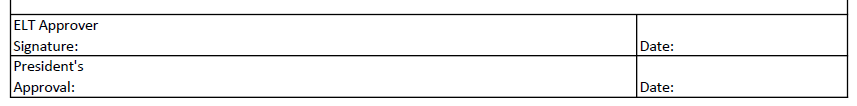 ELT Approver
Signature:
Date:
President's
Approval:
Date: